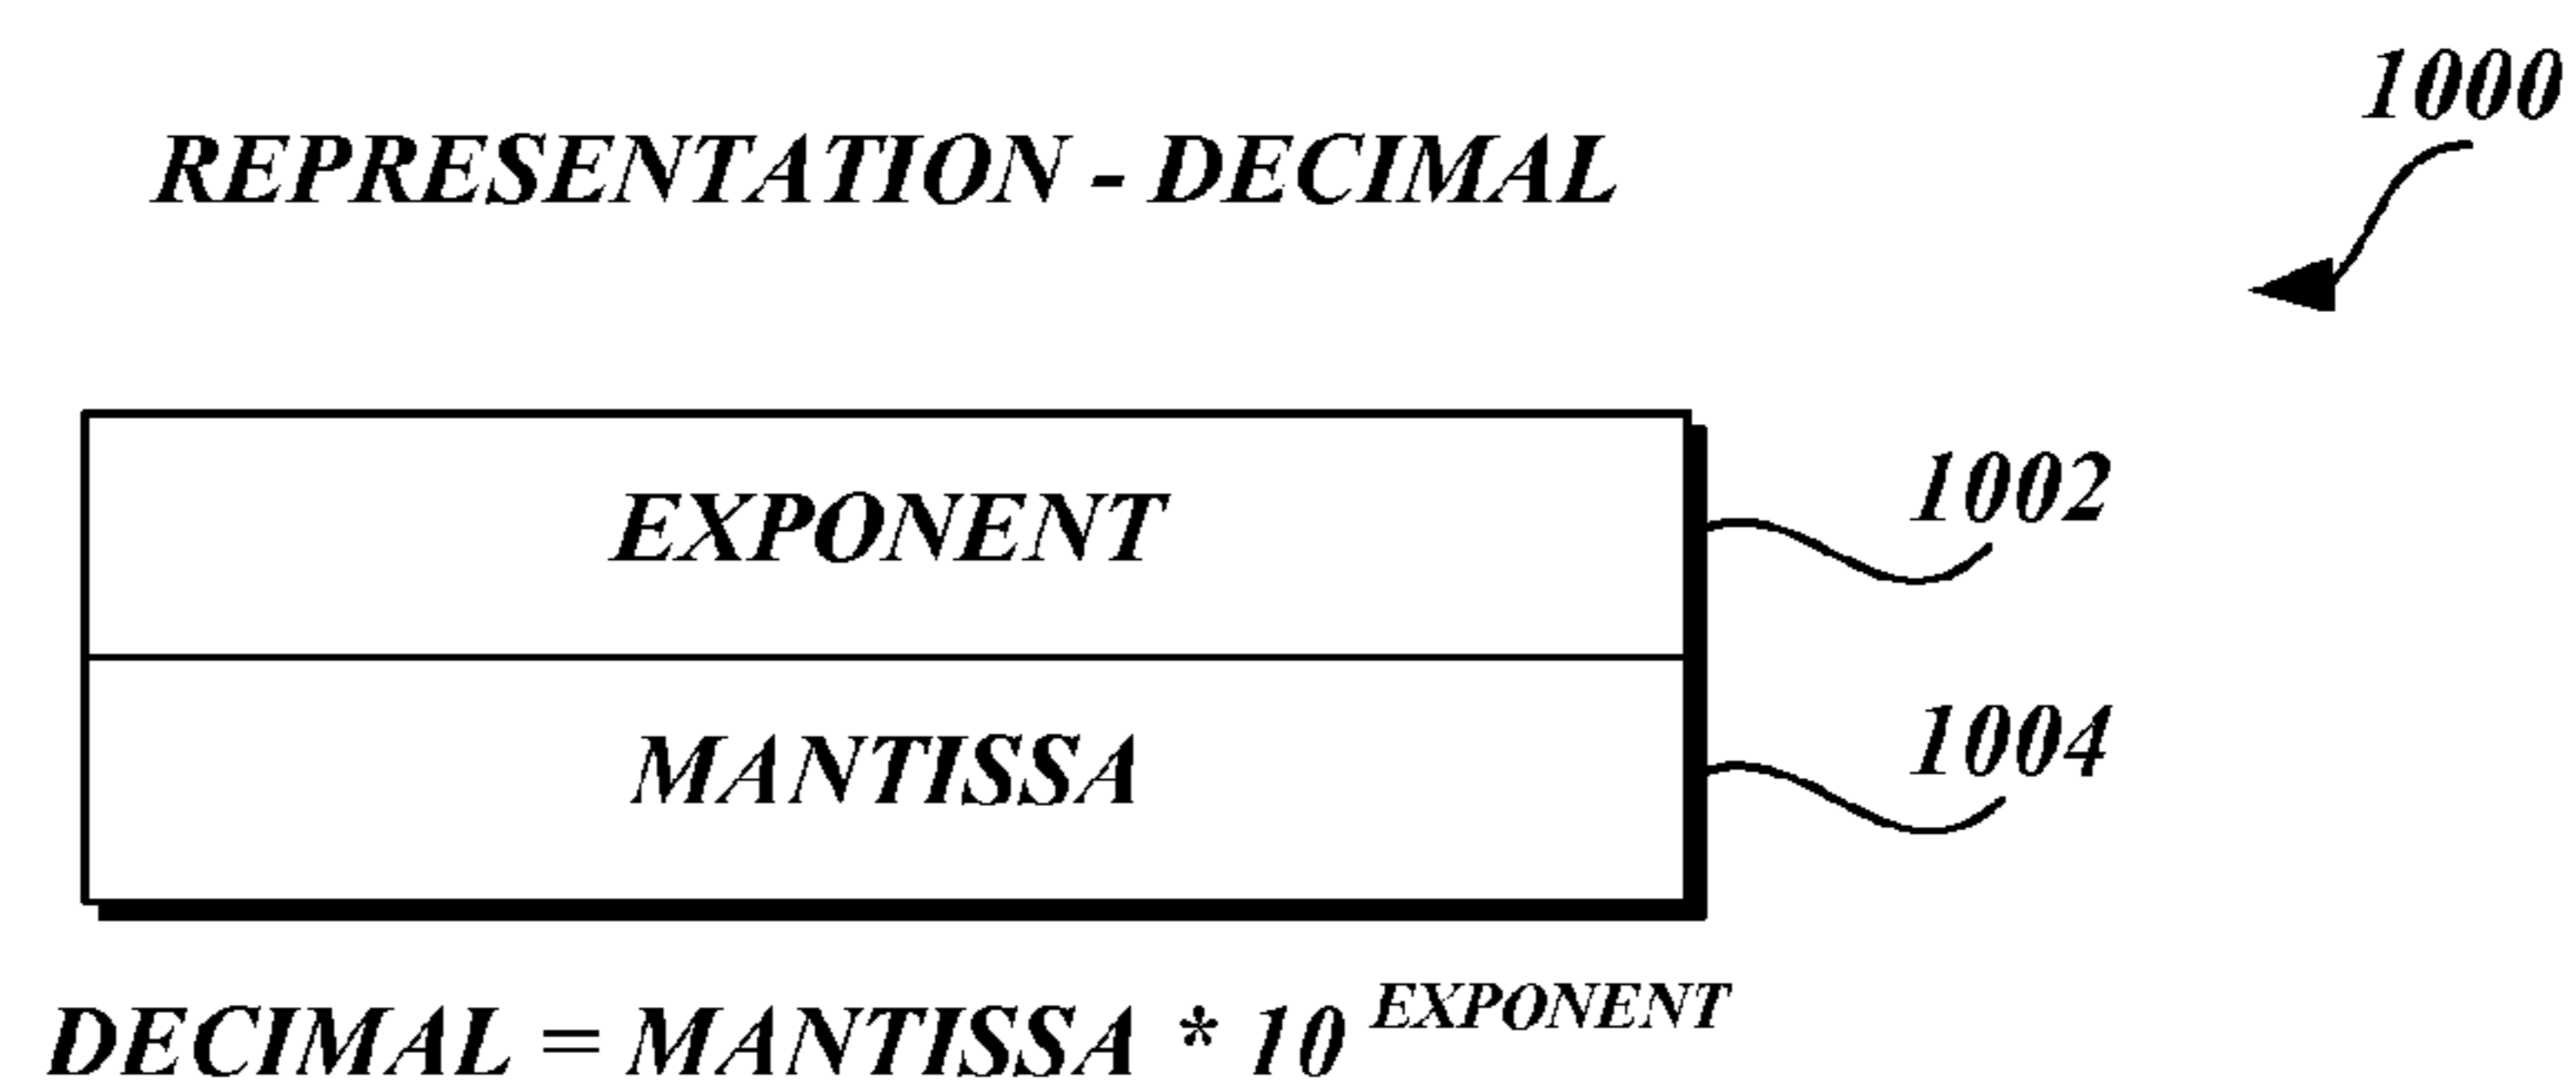 1000
REPRESENTATION - DECIMAL
EXPONENT
1002
MANTISSA
1004
DECIMAL = MANTISSA * 10 EXPONENT